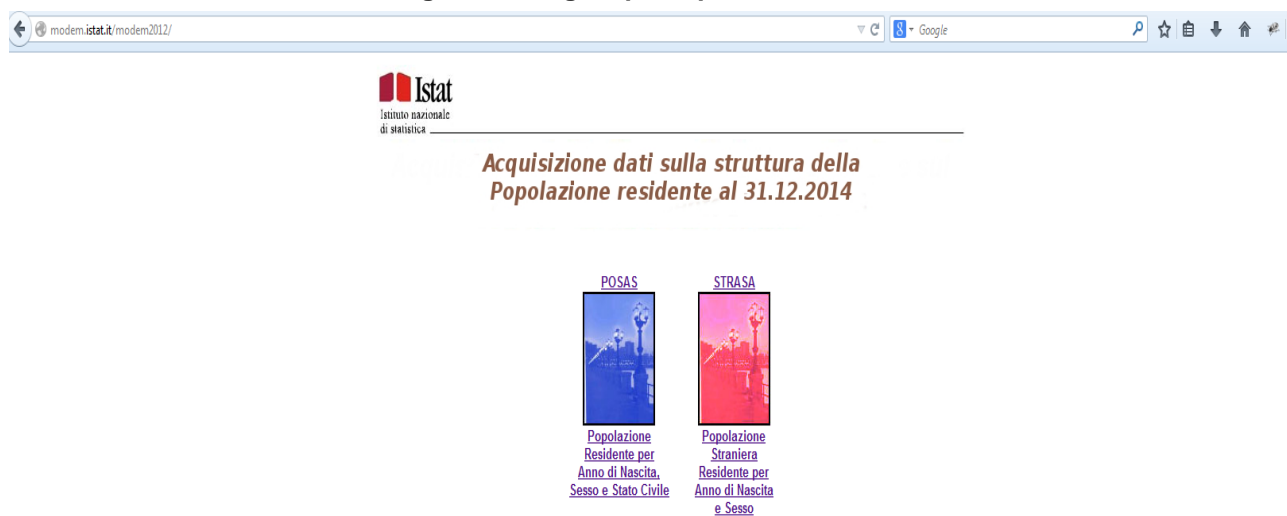 modem.istat.it/modem2012/
Google
Istat
Istituto nazionale
di statistica
Acquisizione dati sulla struttura della
Popolazione residente al 31.12.2014
POSAS
STRASA
Popolazione
Residente per
Anno di Nascita,
Sesso e Stato Civile
Popolazione
Straniera
Residente per
Anno di Nascita
e Sesso